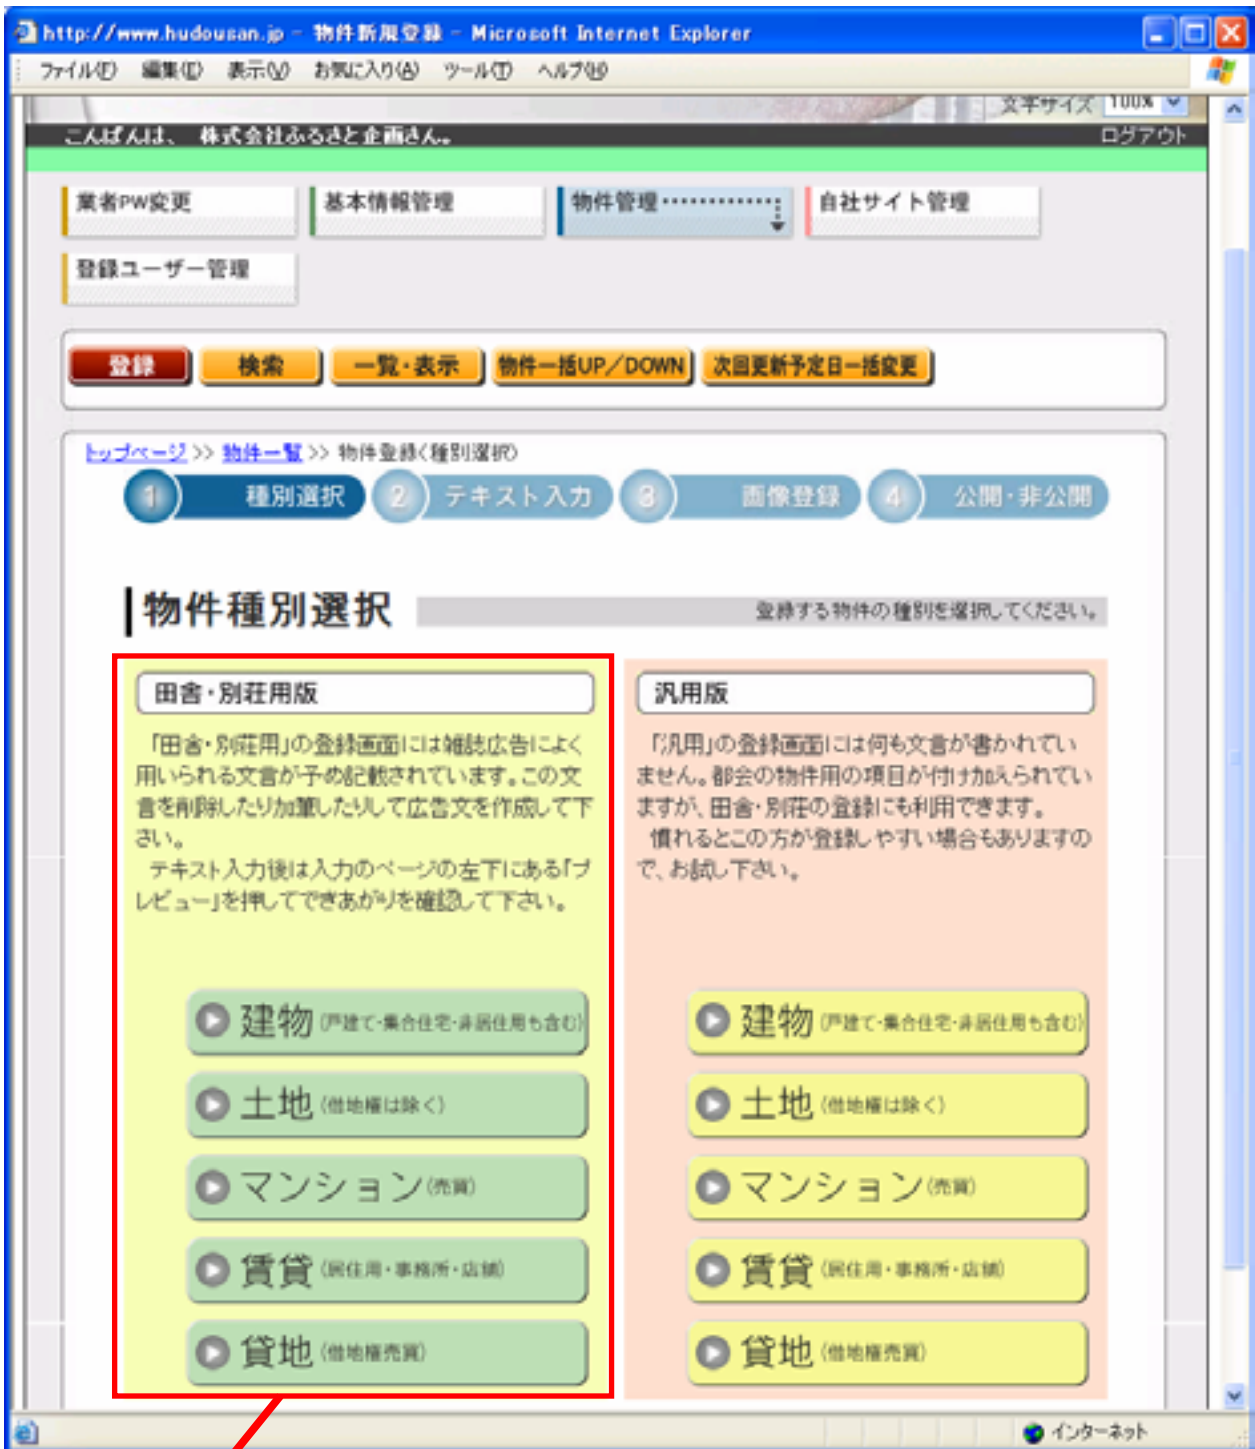 http://www.hudousan.jp - 物件新規登録 - Microsoft Internet Explorer
ファイル(F) 編集(E) 表示(V) お気に入り(A) ツール(T) ヘルプ(H)
文字サイズ 100%
こんばんは、 株式会社ふるさと企画さん。 ログアウト
業者PW変更 基本情報管理 物件管理 自社サイト管理
登録ユーザー管理
登録 検索 一覧・表示 物件一括UP/DOWN 次回更新予定日一括変更
トップページ >> 物件一覧 >> 物件登録(種別選択)
1 種別選択 2 テキスト入力 3 画像登録 4 公開・非公開
物件種別選択 登録する物件の種別を選択してください。
田舎・別荘用版
「田舎・別荘用」の登録画面には雑誌広告によく
用いられる文言が予め記載されています。この文
言を削除したり加筆したりして広告文を作成して下
さい。
テキスト入力後は入力のページの左下にある「プ
レビュー」を押してできあがりを確認して下さい。
建物 (戸建て・集合住宅・非居住用も含む)
土地 (借地権は除く)
マンション (売買)
賃貸 (居住用・事務所・店舗)
貸地 (借地権売買)
汎用版
「汎用」の登録画面には何も文言が書かれてい
ません。都会の物件用の項目が付け加えられてい
ますが、田舎・別荘の登録にも利用できます。
慣れるとこの方が登録しやすい場合もありますの
で、お試し下さい。
建物 (戸建て・集合住宅・非居住用も含む)
土地 (借地権は除く)
マンション (売買)
賃貸 (居住用・事務所・店舗)
貸地 (借地権売買)
インターネット